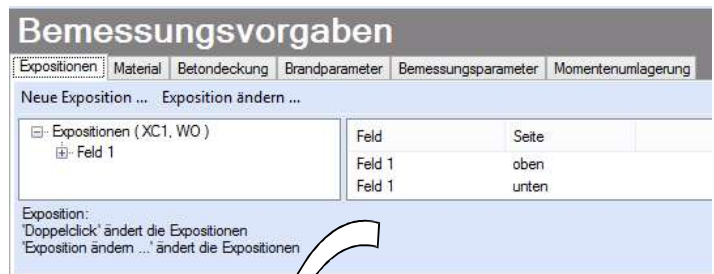 Bemessungsvorgaben
Expositionen Material Betondeckung Brandparameter Bemessungsparameter Momentenumlagerung
Neue Exposition ... Exposition ändern ...
Expositionen ( XC1, WO )
Feld 1
Feld Seite
Feld 1 oben
Feld 1 unten
Exposition:
'Doppelclick' ändert die Expositionen
'Exposition ändern ...' ändert die Expositionen